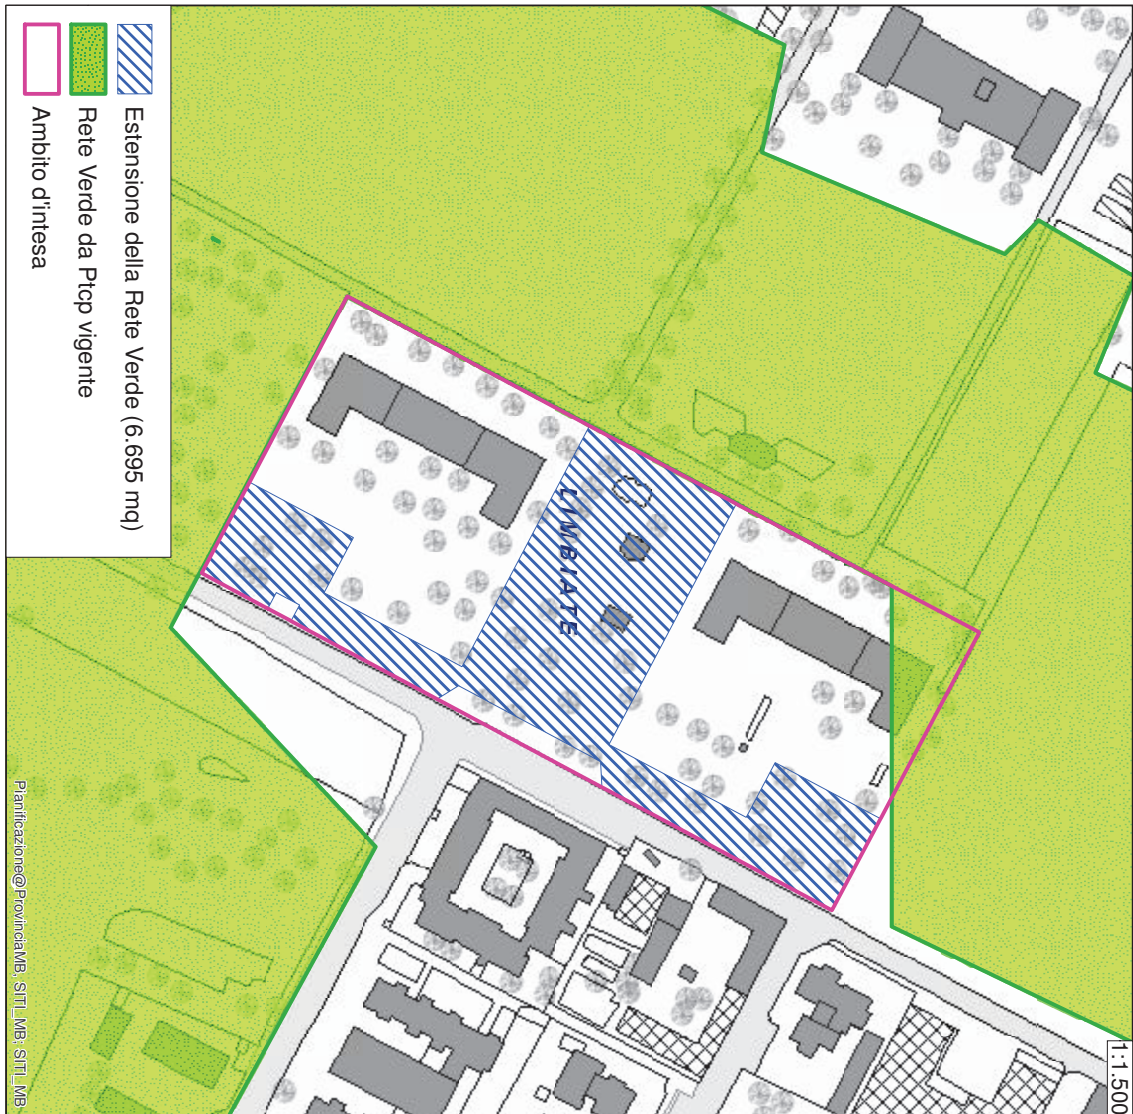 1:1.500
LIMBIATE
Estensione della Rete Verde (6.695 mq)
Rete Verde da Ptcp vigente
Ambito d'intesa
Pianificazione@ProvinciaMB, SITI_MB; SITI_MB